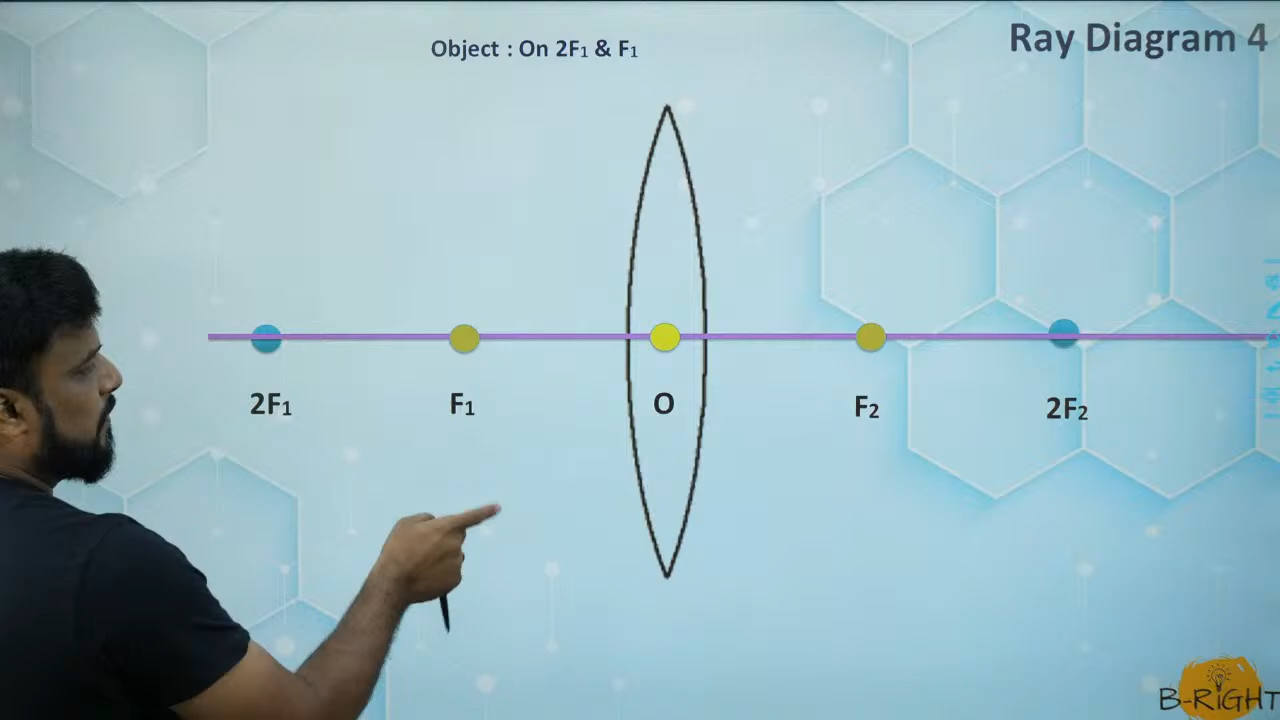 Ray Diagram 4
Object : On 2F₁ & F₁
2F₁ F₁ O F₂ 2F₂
B-RIGHT